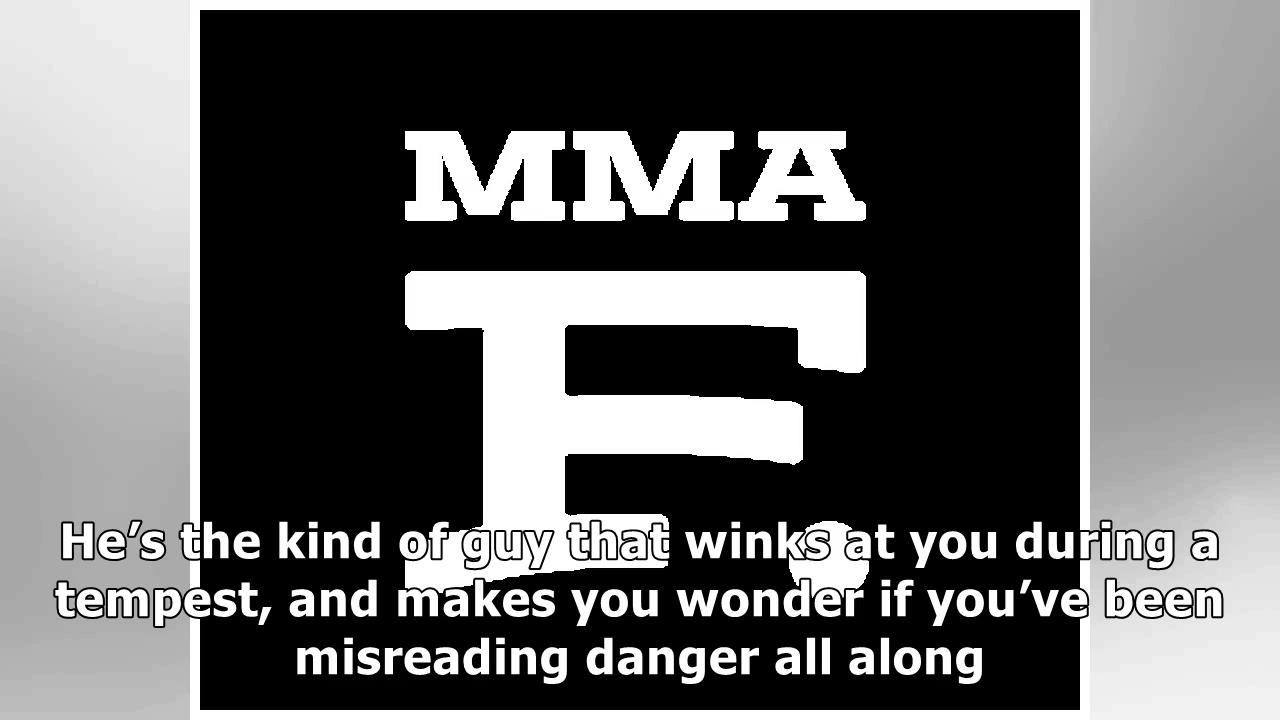 MMA
F.
He’s the kind of guy that winks at you during a
tempest, and makes you wonder if you’ve been
misreading danger all along